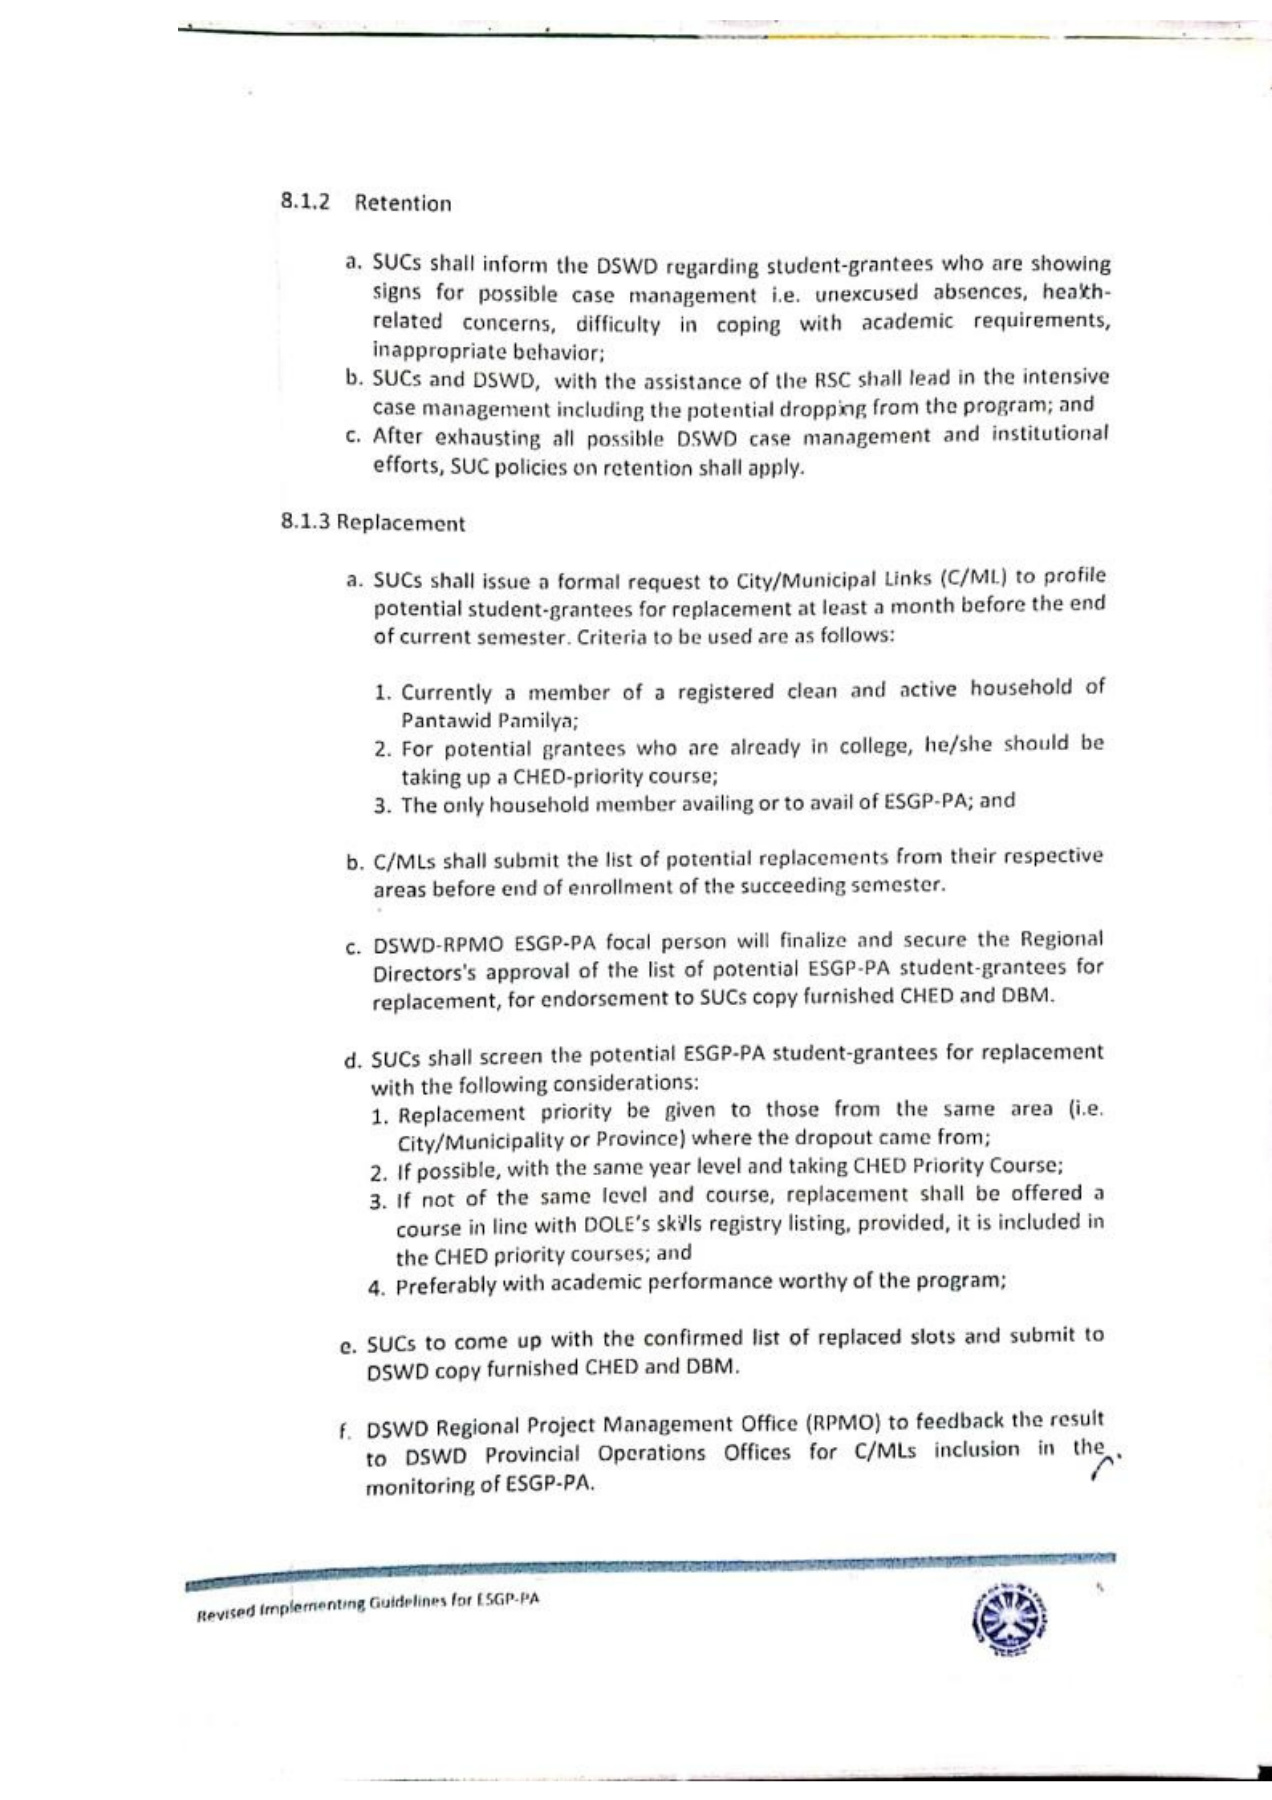 8.1.2 Retention
a. SUCs shall inform the DSWD regarding student-grantees who are showing
signs for possible case management i.e. unexcused absences, health-
related concerns, difficulty in coping with academic requirements,
inappropriate behavior;
b. SUCs and DSWD, with the assistance of the RSC shall lead in the intensive
case management including the potential dropping from the program; and
c. After exhausting all possible DSWD case management and institutional
efforts, SUC policies on retention shall apply.
8.1.3 Replacement
a. SUCs shall issue a formal request to City/Municipal Links (C/ML) to profile
potential student-grantees for replacement at least a month before the end
of current semester. Criteria to be used are as follows:
1. Currently a member of a registered clean and active household of
Pantawid Pamilya;
2. For potential grantees who are already in college, he/she should be
taking up a CHED-priority course;
3. The only household member availing or to avail of ESGP-PA; and
b. C/MLs shall submit the list of potential replacements from their respective
areas before end of enrollment of the succeeding semester.
c. DSWD-RPMO ESGP-PA focal person will finalize and secure the Regional
Directors's approval of the list of potential ESGP-PA student-grantees for
replacement, for endorsement to SUCs copy furnished CHED and DBM.
d. SUCs shall screen the potential ESGP-PA student-grantees for replacement
with the following considerations:
1. Replacement priority be given to those from the same area (i.e.
City/Municipality or Province) where the dropout came from;
2. If possible, with the same year level and taking CHED Priority Course;
3. If not of the same level and course, replacement shall be offered a
course in line with DOLE's skills registry listing, provided, it is included in
the CHED priority courses; and
4. Preferably with academic performance worthy of the program;
e. SUCs to come up with the confirmed list of replaced slots and submit to
DSWD copy furnished CHED and DBM.
f. DSWD Regional Project Management Office (RPMO) to feedback the result
to DSWD Provincial Operations Offices for C/MLs inclusion in the
monitoring of ESGP-PA.
Revised Implementing Guidelines for ESGP-PA